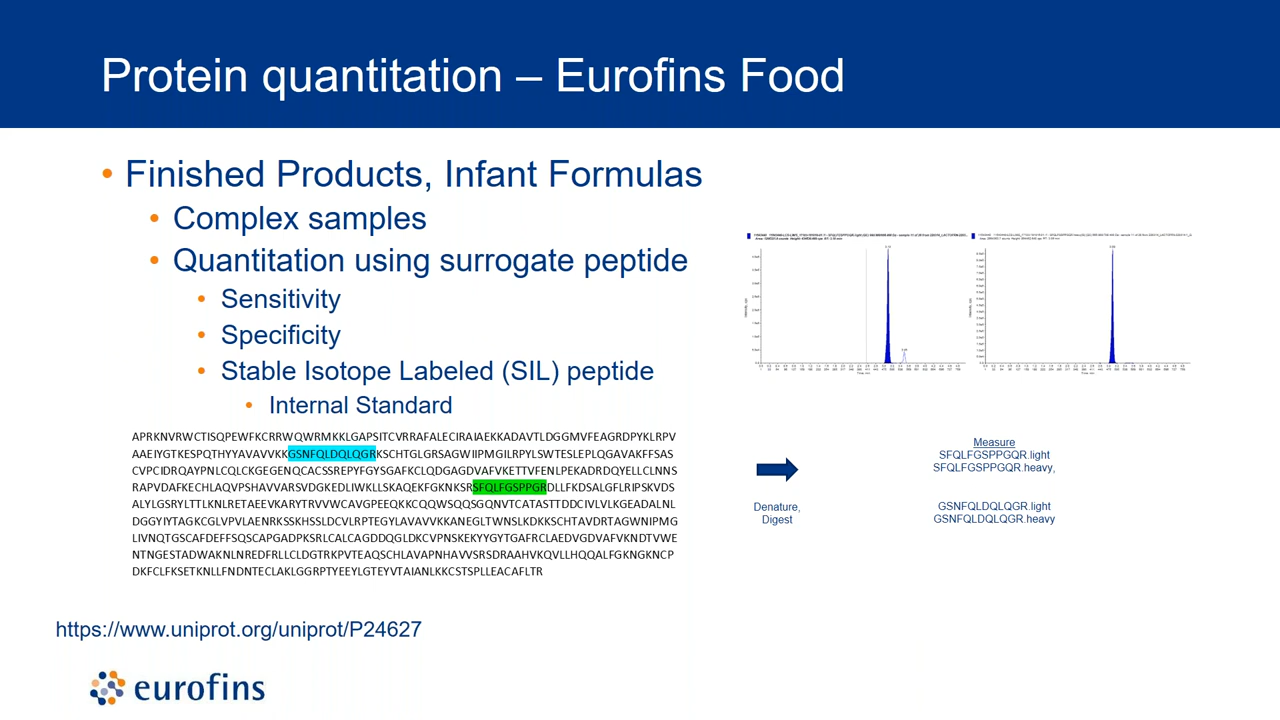 Protein quantitation – Eurofins Food
• Finished Products, Infant Formulas
• Complex samples
• Quantitation using surrogate peptide
• Sensitivity
• Specificity
• Stable Isotope Labeled (SIL) peptide
• Internal Standard
APRKNVRWCTISQPEWFKCRRWQWRMKKLGAPSITCVRRAFALECIRAIAEKKADAVTLDGGMVFEAGRDPYKLRPV
AAEIYGTKESPQTHYYAVAVVKKGSNFQLDQLQGRKSCHTGLGRSAGWIIPMGILRPYLSWTESLEPLQGAVAKFFSAS
CVPCIDRQAYPNLCQLCKGEGENQCACSSREPYFGYSGAFKCLQDGAGDVAFVKETTVFENLPEKADRDQYELLCLNNS
RAPVDAFKECHLAQVPSHAVVARSVDGKEDLIWKLLSKAQEKFGKNKSRSFQLFGSPPGRDLLFKDSALGFLRIPSKVDS
ALYLGSRYLTTLKNLRETAEEVKARYTRVVWCAVGPEEQKKCQQWSQQSGQNVTCATASTTDDCIVLVLKGEADALNL
DGGYIYTAGKCGLVPVLAENRKSSKHSSLDCVLRPTEGYLAVAVVKKANEGLTWNSLKDKKSCHTAVDRTAGWNIPMG
LIVNQTGSCAFDEFFSQSCAPGADPKSRLCALCAGDDQGLDKCVPNSKEKYYGYTGAFRCLAEDVGDVAFVKNDTVWE
NTNGESTADWAKNLNREDFRLLCLDGTRKPVTEAQSCHLAVAPNHAVVSRSDRAAHVKQVLLHQQALFGKNGKNCP
DKFCLFKSETKNLLFNDNTECLAKLGGRPTYEEYLGTEYVTAIANLKKCSTSPLLEACAFLTR
Denature,
Digest
Measure
SFQLFGSPPGQR.light
SFQLFGSPPGQR.heavy,
GSNFQLDQLQGR.light
GSNFQLDQLQGR.heavy
https://www.uniprot.org/uniprot/P24627
eurofins